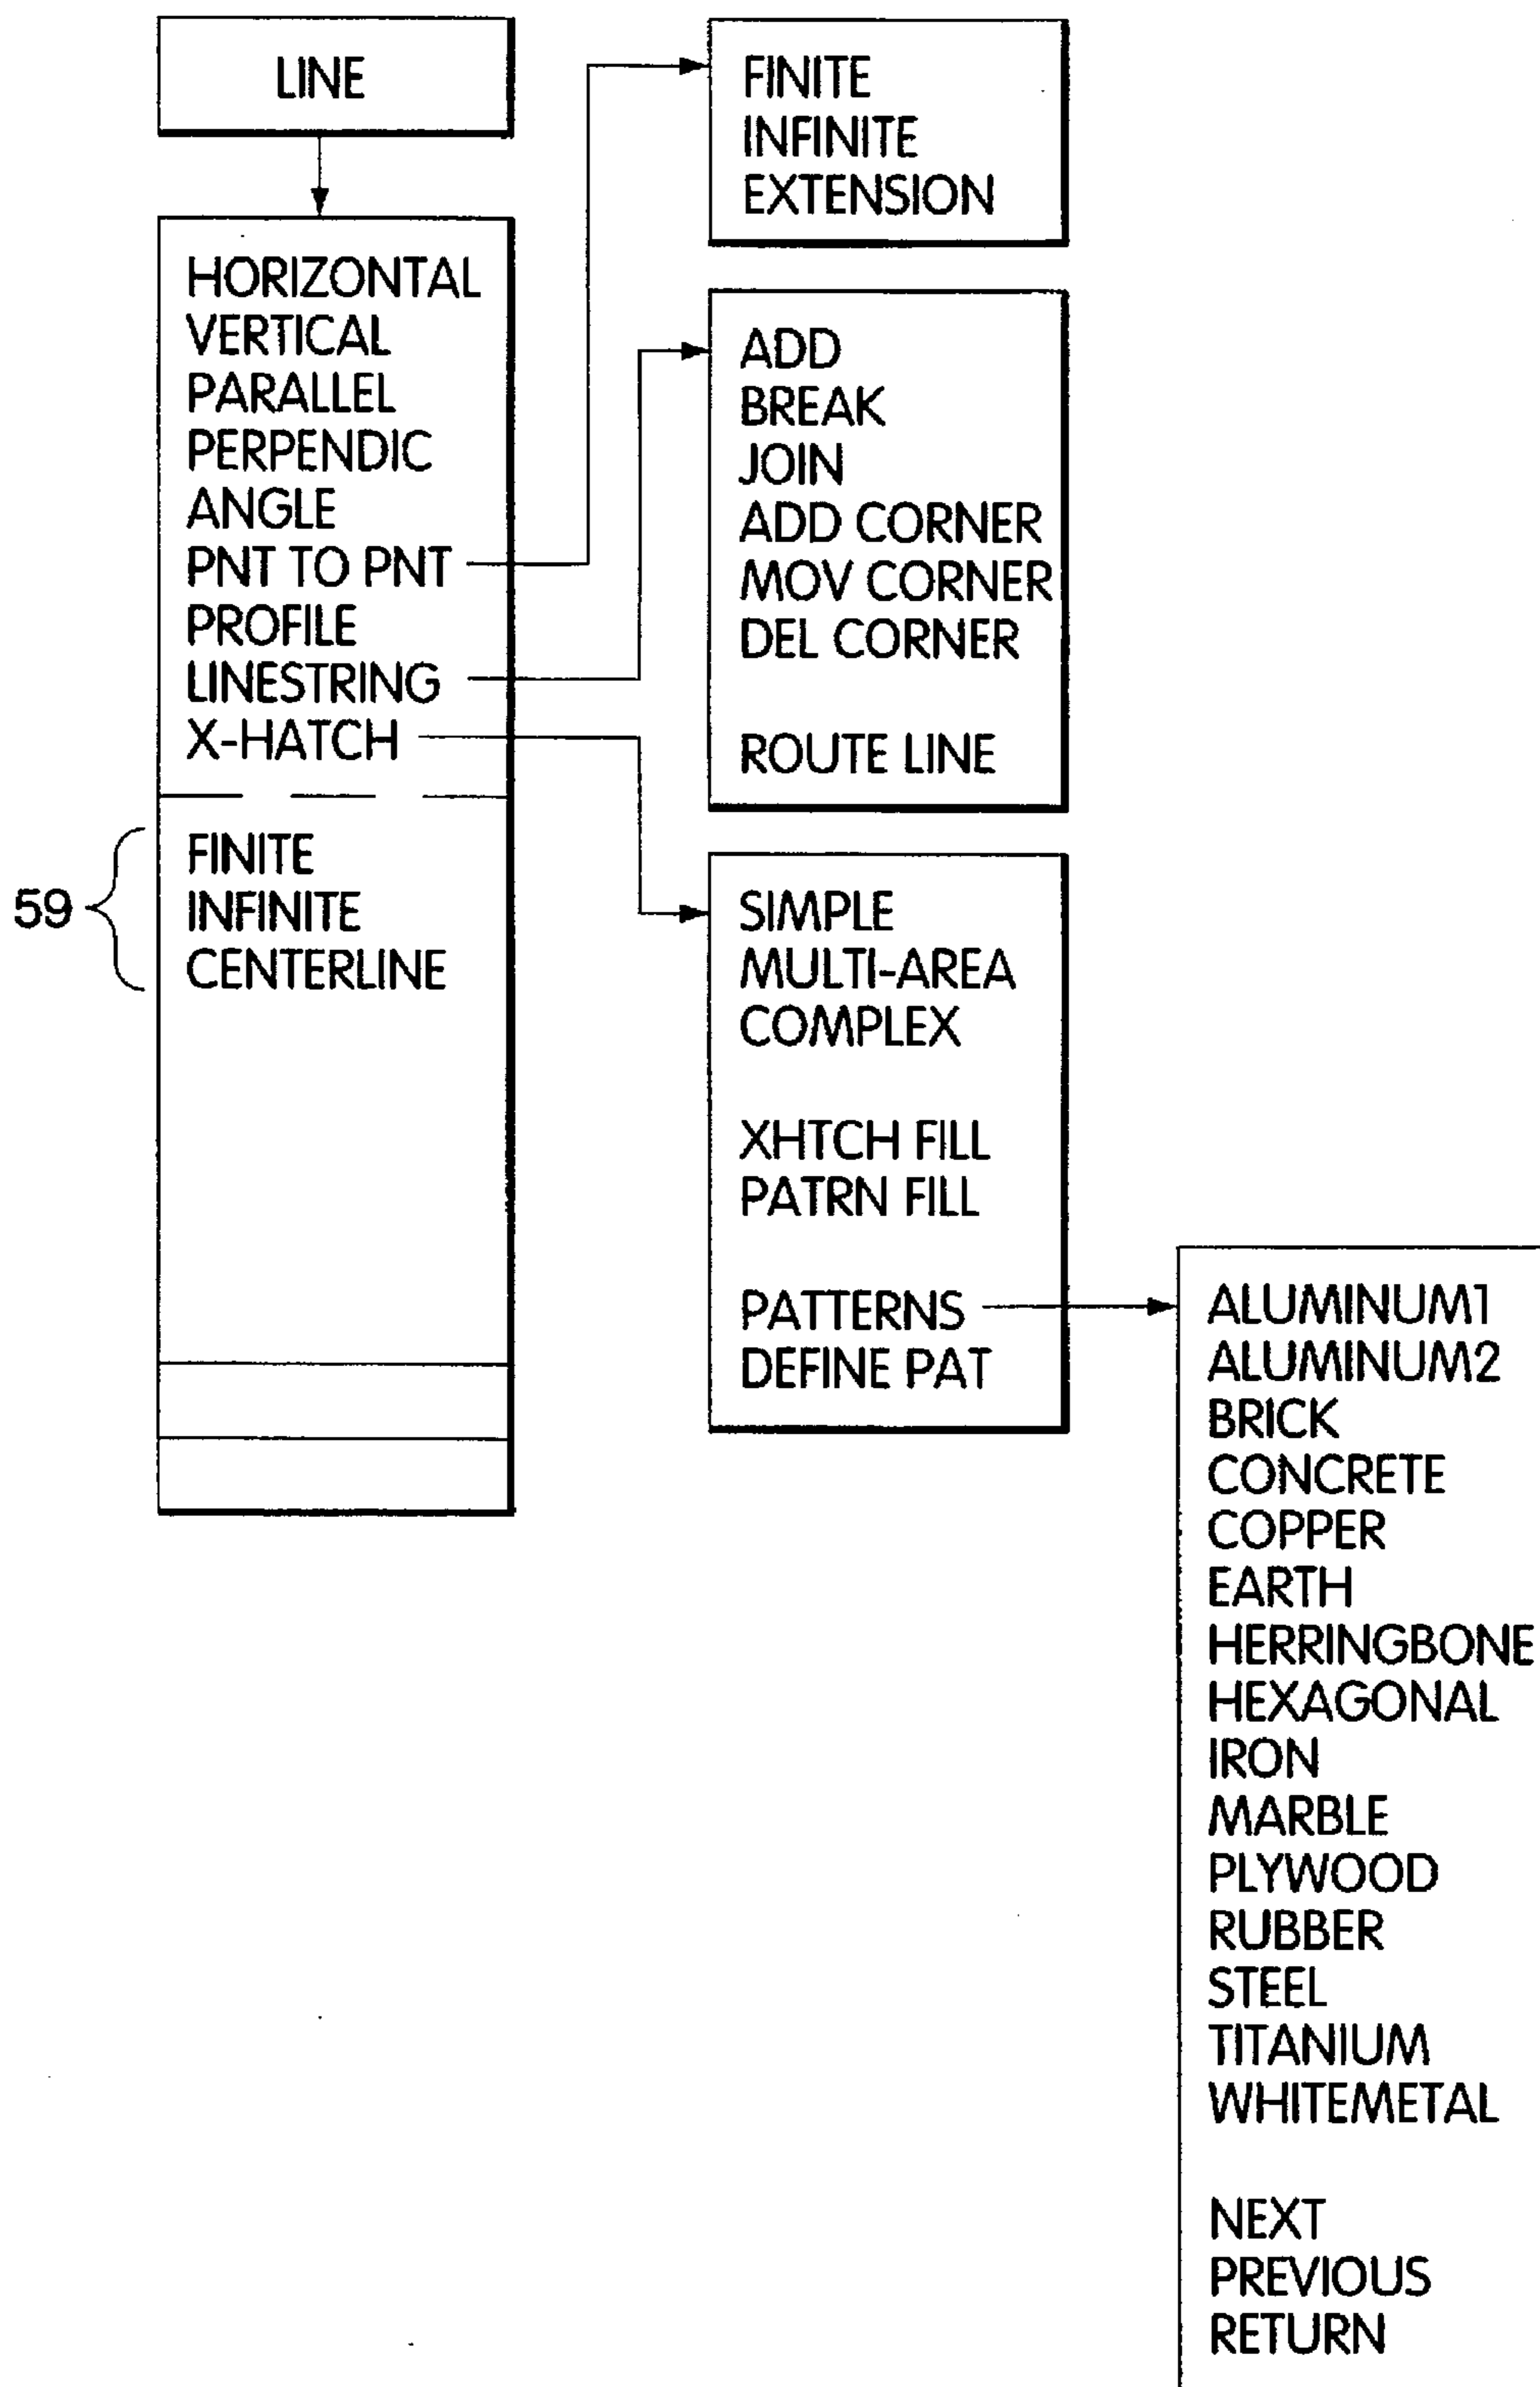 LINE
HORIZONTAL
VERTICAL
PARALLEL
PERPENDIC
ANGLE
PNT TO PNT
PROFILE
LINESTRING
X-HATCH
59
FINITE
INFINITE
CENTERLINE
FINITE
INFINITE
EXTENSION
ADD
BREAK
JOIN
ADD CORNER
MOV CORNER
DEL CORNER
ROUTE LINE
SIMPLE
MULTI-AREA
COMPLEX
XHTCH FILL
PATRN FILL
PATTERNS
DEFINE PAT
ALUMINUM1
ALUMINUM2
BRICK
CONCRETE
COPPER
EARTH
HERRINGBONE
HEXAGONAL
IRON
MARBLE
PLYWOOD
RUBBER
STEEL
TITANIUM
WHITEMETAL
NEXT
PREVIOUS
RETURN